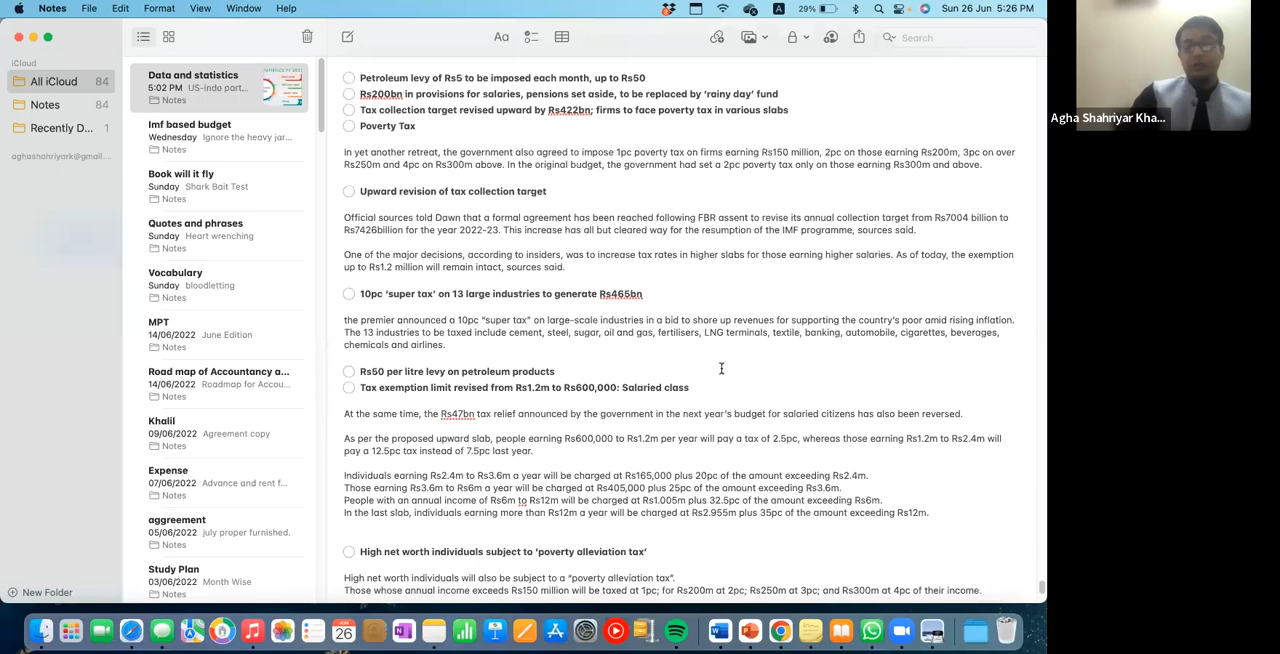 Notes File Edit Format View Window Help
A 29% Sun 26 Jun 5:26 PM
Aa
Search
iCloud
All iCloud 84
Notes 84
Recently D...
aghashahriyark@gmail....
New Folder
Data and statistics
5:02 PM US-Indo part...
Notes
Imf based budget
Wednesday Ignore the heavy jar...
Notes
Book will it fly
Sunday Shark Bait Test
Notes
Quotes and phrases
Sunday Heart wrenching
Notes
Vocabulary
Sunday bloodletting
Notes
MPT
14/06/2022 June Edition
Notes
Road map of Accountancy a...
14/06/2022 Roadmap for Accou...
Notes
Khalil
09/06/2022 Agreement copy
Notes
Expense
07/06/2022 Advance and rent f...
Notes
aggreement
05/06/2022 july proper furnished.
Notes
Study Plan
03/06/2022 Month Wise
Notes
Petroleum levy of Rs5 to be imposed each month, up to Rs50
Rs200bn in provisions for salaries, pensions set aside, to be replaced by 'rainy day' fund
Tax collection target revised upward by Rs422bn; firms to face poverty tax in various slabs
Poverty Tax
In yet another retreat, the government also agreed to impose 1pc poverty tax on firms earning Rs150 million, 2pc on those earning Rs200m, 3pc on over
Rs250m and 4pc on Rs300m above. In the original budget, the government had set a 2pc poverty tax only on those earning Rs300m and above.
Upward revision of tax collection target
Official sources told Dawn that a formal agreement has been reached following FBR assent to revise its annual collection target from Rs7004 billion to
Rs7426billion for the year 2022-23. This increase has all but cleared way for the resumption of the IMF programme, sources said.
One of the major decisions, according to insiders, was to increase tax rates in higher slabs for those earning higher salaries. As of today, the exemption
up to Rs1.2 million will remain intact, sources said.
10pc 'super tax' on 13 large industries to generate Rs465bn
the premier announced a 10pc "super tax" on large-scale industries in a bid to shore up revenues for supporting the country's poor amid rising inflation.
The 13 industries to be taxed include cement, steel, sugar, oil and gas, fertilisers, LNG terminals, textile, banking, automobile, cigarettes, beverages,
chemicals and airlines.
Rs50 per litre levy on petroleum products
Tax exemption limit revised from Rs1.2m to Rs600,000: Salaried class
At the same time, the Rs47bn tax relief announced by the government in the next year's budget for salaried citizens has also been reversed.
As per the proposed upward slab, people earning Rs600,000 to Rs1.2m per year will pay a tax of 2.5pc, whereas those earning Rs1.2m to Rs2.4m will
pay a 12.5pc tax instead of 7.5pc last year.
Individuals earning Rs2.4m to Rs3.6m a year will be charged at Rs165,000 plus 20pc of the amount exceeding Rs2.4m.
Those earning Rs3.6m to Rs6m a year will be charged at Rs405,000 plus 25pc of the amount exceeding Rs3.6m.
People with an annual income of Rs6m to Rs12m will be charged at Rs1.005m plus 32.5pc of the amount exceeding Rs6m.
In the last slab, individuals earning more than Rs12m a year will be charged at Rs2.955m plus 35pc of the amount exceeding Rs12m.
High net worth individuals subject to 'poverty alleviation tax'
High net worth individuals will also be subject to a "poverty alleviation tax".
Those whose annual income exceeds Rs150 million will be taxed at 1pc; for Rs200m at 2pc; Rs250m at 3pc; and Rs300m at 4pc of their income.
Agha Shahriyar Kha...
JUN
26